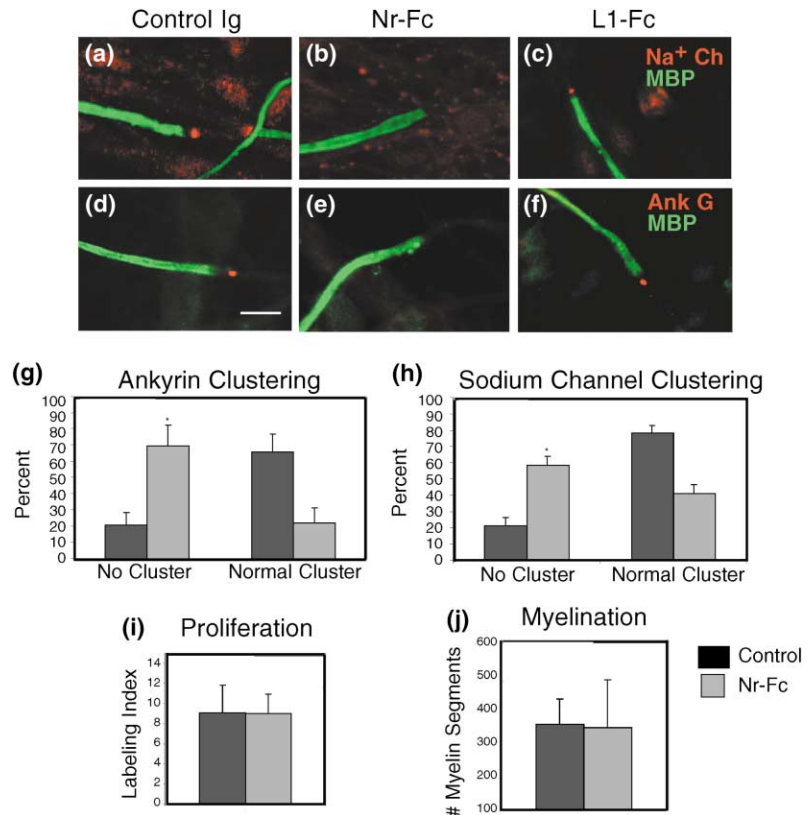 Control Ig Nr-Fc L1-Fc
(a) (b) (c) Na+ Ch
MBP
(d) (e) (f) Ank G
MBP
(g) Ankyrin Clustering
Percent
100
90
80
70
60
50
40
30
20
10
0
*
No Cluster Normal Cluster
(h) Sodium Channel Clustering
Percent
100
90
80
70
60
50
40
30
20
10
0
*
No Cluster Normal Cluster
(i) Proliferation
Labeling Index
14
12
10
8
6
4
2
0
(j) Myelination
# Myelin Segments
600
500
400
300
200
100
Control
Nr-Fc